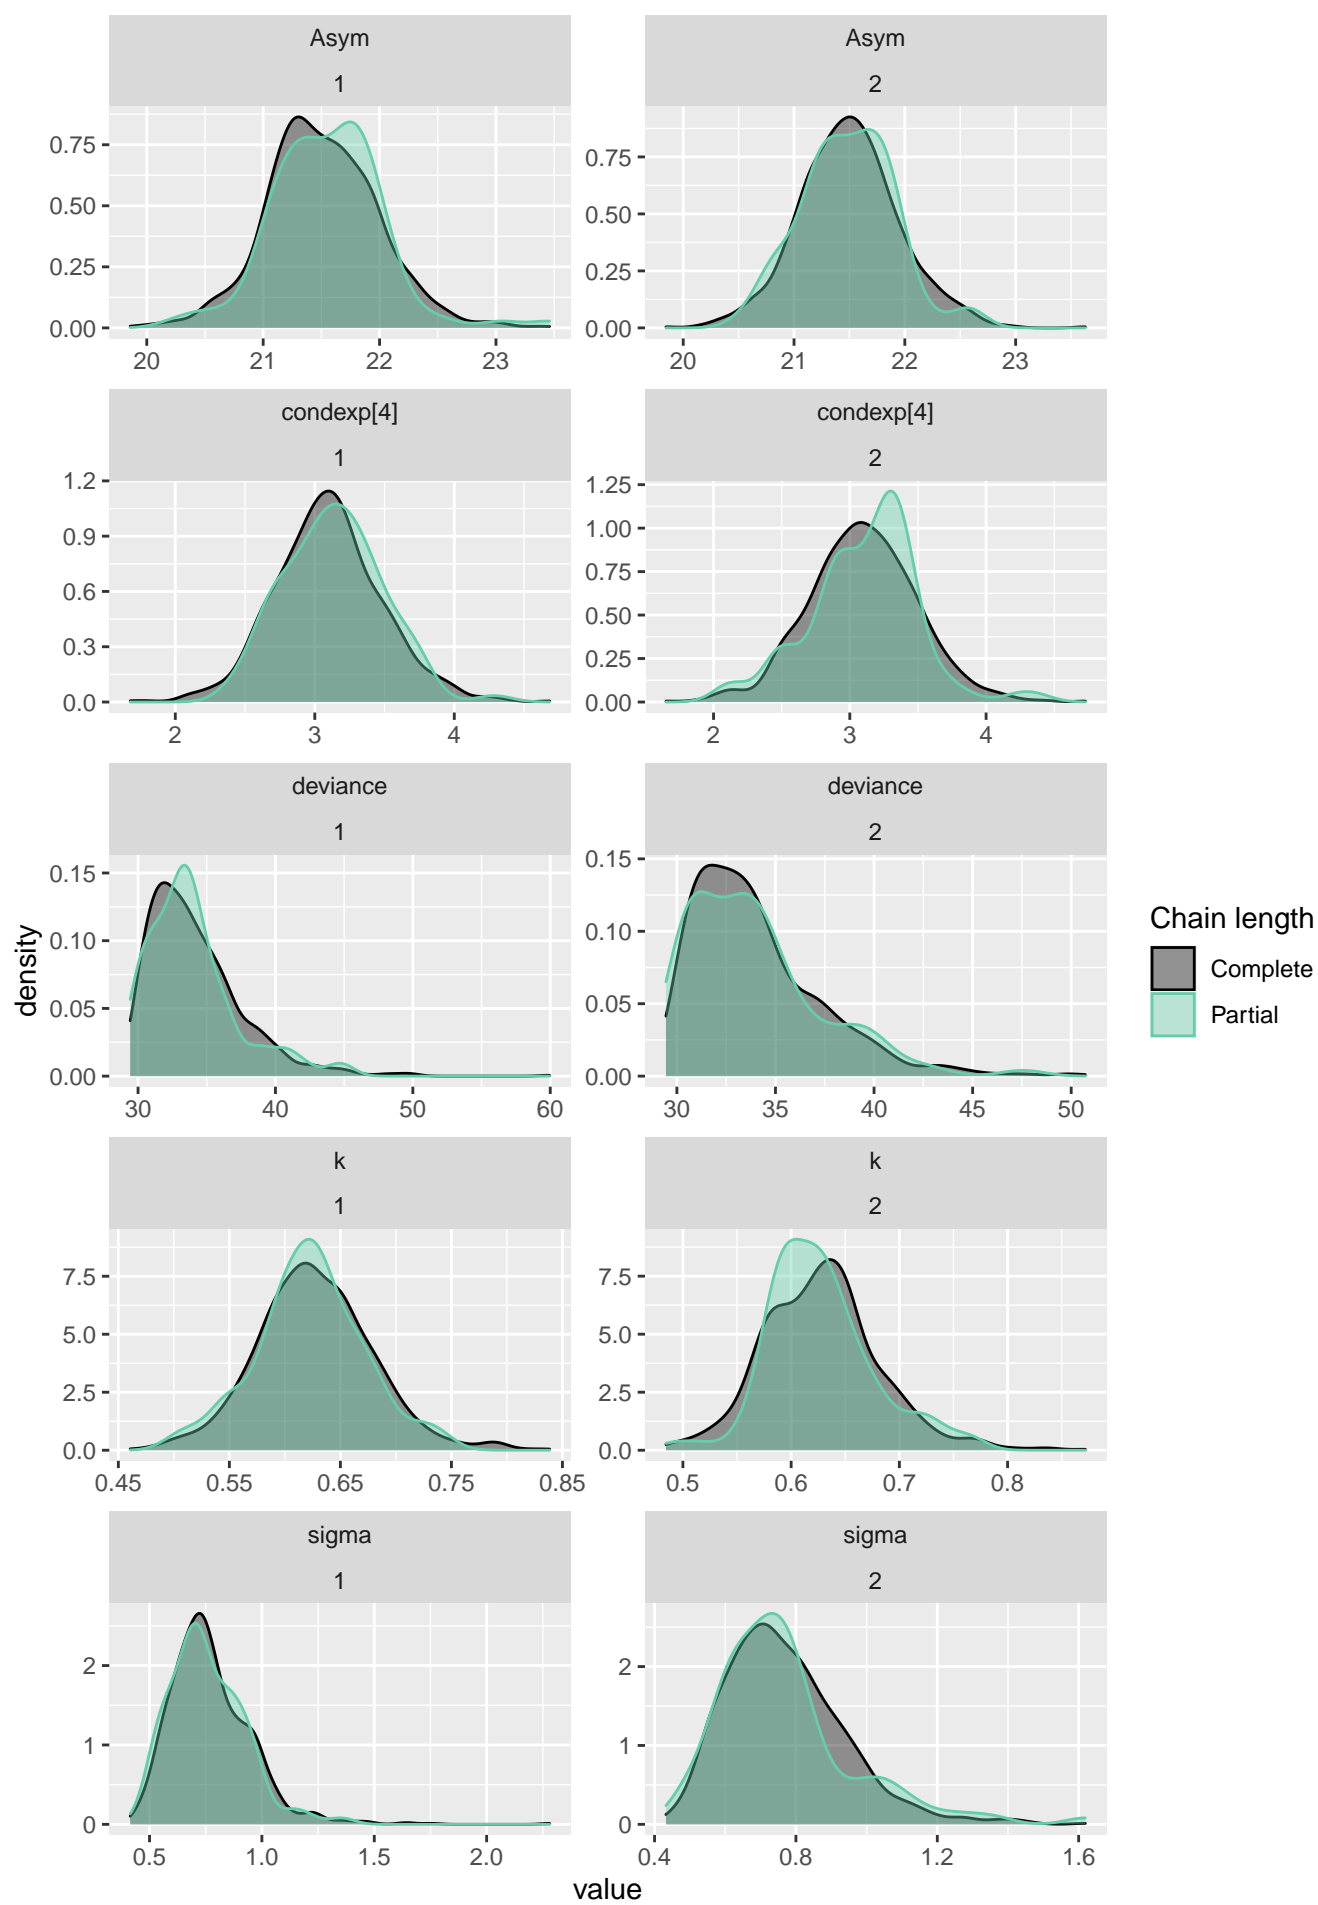 Asym
1
0.00
0.25
0.50
0.75
20 21 22 23
Asym
2
0.00
0.25
0.50
0.75
20 21 22 23
condexp[4]
1
0.0
0.3
0.6
0.9
1.2
2 3 4
condexp[4]
2
0.00
0.25
0.50
0.75
1.00
1.25
2 3 4
deviance
1
0.00
0.05
0.10
0.15
30 40 50 60
deviance
2
0.00
0.05
0.10
0.15
30 35 40 45 50
k
1
0.0
2.5
5.0
7.5
0.45 0.55 0.65 0.75 0.85
k
2
0.0
2.5
5.0
7.5
0.5 0.6 0.7 0.8
sigma
1
0
1
2
0.5 1.0 1.5 2.0
sigma
2
0
1
2
0.4 0.8 1.2 1.6
value
density
Chain length
Complete
Partial